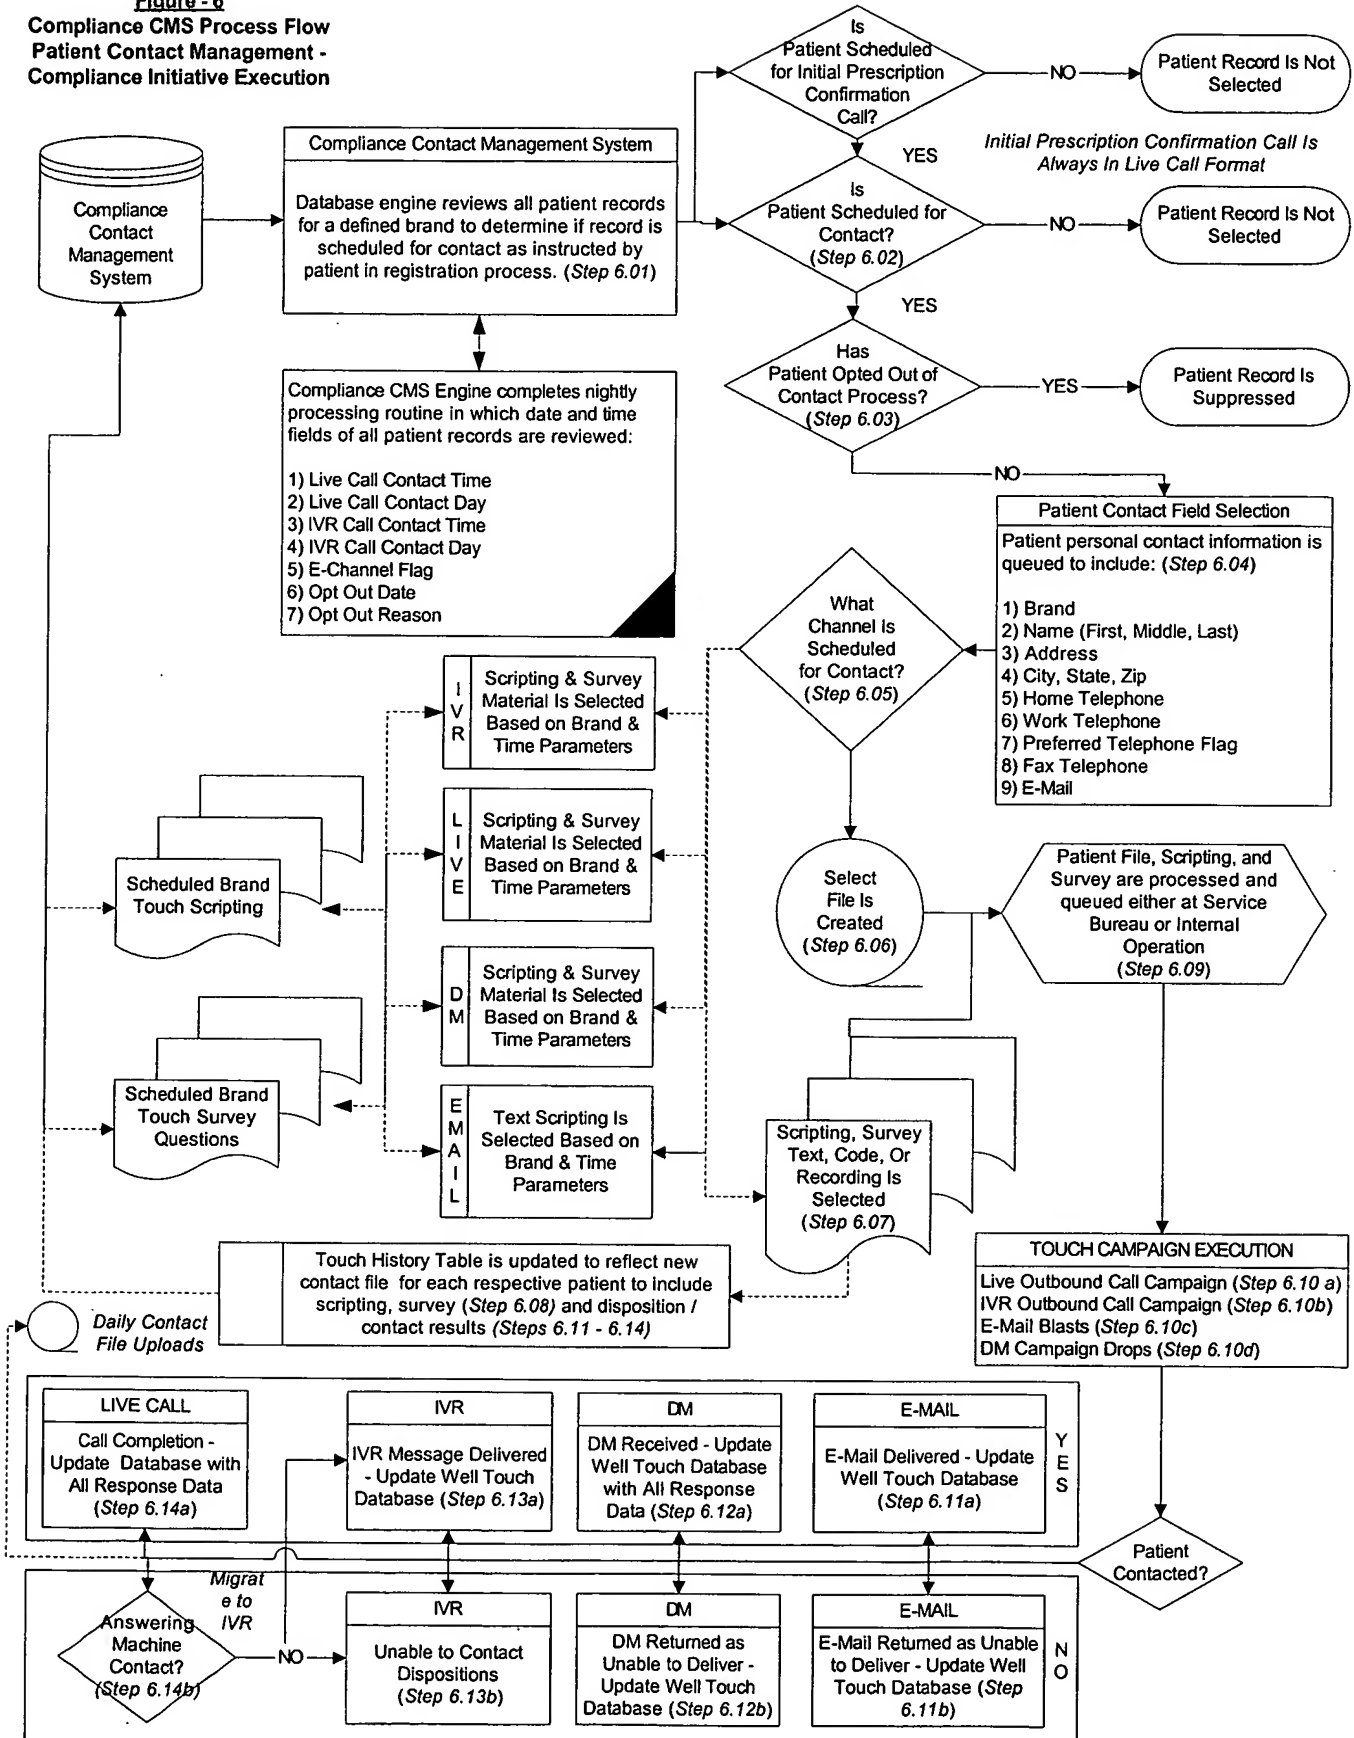 Figure - 6
Compliance CMS Process Flow
Patient Contact Management -
Compliance Initiative Execution
Is
Patient Scheduled
for Initial Prescription
Confirmation
Call?
NO
Patient Record Is Not
Selected
YES
Initial Prescription Confirmation Call Is
Always In Live Call Format
Compliance
Contact
Management
System
Compliance Contact Management System
Database engine reviews all patient records
for a defined brand to determine if record is
scheduled for contact as instructed by
patient in registration process. (Step 6.01)
Is
Patient Scheduled for
Contact?
(Step 6.02)
NO
Patient Record Is Not
Selected
YES
Has
Patient Opted Out of
Contact Process?
(Step 6.03)
YES
Patient Record Is
Suppressed
NO
Compliance CMS Engine completes nightly
processing routine in which date and time
fields of all patient records are reviewed:
1) Live Call Contact Time
2) Live Call Contact Day
3) IVR Call Contact Time
4) IVR Call Contact Day
5) E-Channel Flag
6) Opt Out Date
7) Opt Out Reason
Patient Contact Field Selection
Patient personal contact information is
queued to include: (Step 6.04)
1) Brand
2) Name (First, Middle, Last)
3) Address
4) City, State, Zip
5) Home Telephone
6) Work Telephone
7) Preferred Telephone Flag
8) Fax Telephone
9) E-Mail
What
Channel Is
Scheduled
for Contact?
(Step 6.05)
I
V
R
Scripting & Survey
Material Is Selected
Based on Brand &
Time Parameters
L
I
V
E
Scripting & Survey
Material Is Selected
Based on Brand &
Time Parameters
D
M
Scripting & Survey
Material Is Selected
Based on Brand &
Time Parameters
E
M
A
I
L
Text Scripting Is
Selected Based on
Brand & Time
Parameters
Scheduled Brand
Touch Scripting
Scheduled Brand
Touch Survey
Questions
Select
File Is
Created
(Step 6.06)
Patient File, Scripting, and
Survey are processed and
queued either at Service
Bureau or Internal
Operation
(Step 6.09)
Scripting, Survey
Text, Code, Or
Recording Is
Selected
(Step 6.07)
Touch History Table is updated to reflect new
contact file for each respective patient to include
scripting, survey (Step 6.08) and disposition /
contact results (Steps 6.11 - 6.14)
TOUCH CAMPAIGN EXECUTION
Live Outbound Call Campaign (Step 6.10 a)
IVR Outbound Call Campaign (Step 6.10b)
E-Mail Blasts (Step 6.10c)
DM Campaign Drops (Step 6.10d)
Daily Contact
File Uploads
LIVE CALL
Call Completion -
Update Database with
All Response Data
(Step 6.14a)
IVR
IVR Message Delivered
- Update Well Touch
Database (Step 6.13a)
DM
DM Received - Update
Well Touch Database
with All Response
Data (Step 6.12a)
E-MAIL
E-Mail Delivered - Update
Well Touch Database
(Step 6.11a)
Y
E
S
Patient
Contacted?
Migrat
e to
IVR
Answering
Machine
Contact?
(Step 6.14b)
NO
IVR
Unable to Contact
Dispositions
(Step 6.13b)
DM
DM Returned as
Unable to Deliver -
Update Well Touch
Database (Step 6.12b)
E-MAIL
E-Mail Returned as Unable
to Deliver - Update Well
Touch Database (Step
6.11b)
N
O